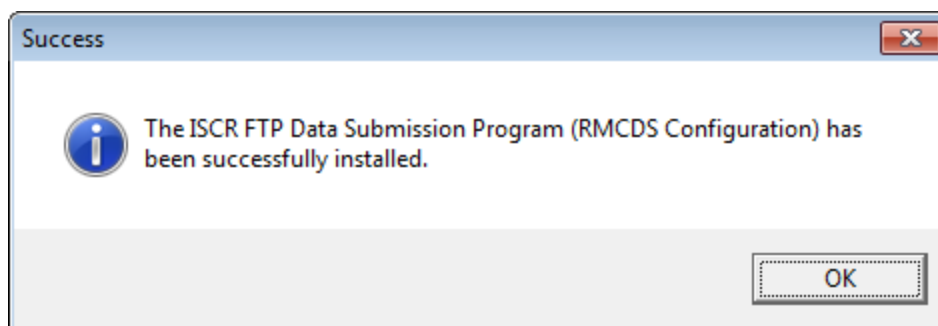 Success
The ISCR FTP Data Submission Program (RMCDS Configuration) has
been successfully installed.
OK